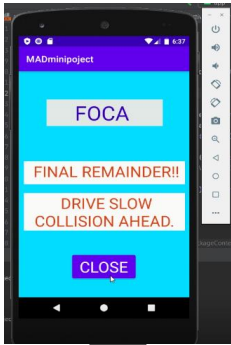 6:37
MADminipoject
FOCA
FINAL REMAINDER!!
DRIVE SLOW
COLLISION AHEAD.
CLOSE